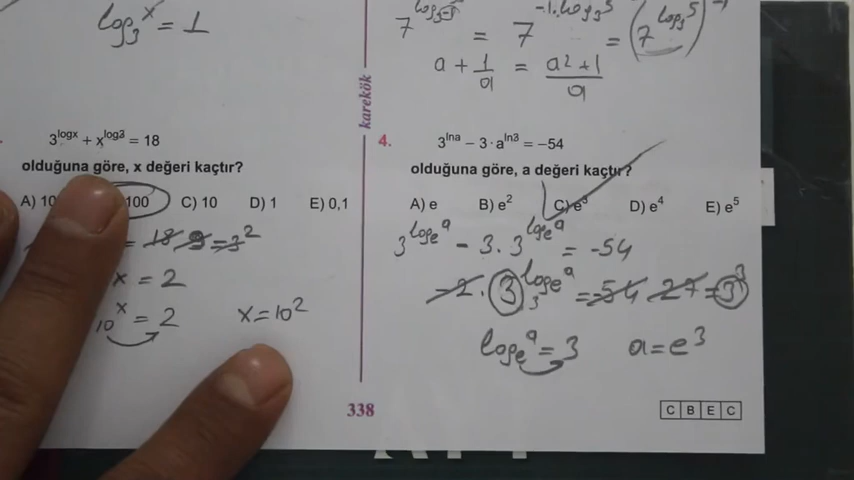 log₃ˣ = 1
3^logx + x^log3 = 18
olduğuna göre, x değeri kaçtır?
100 C) 10 D) 1 E) 0,1
= 18 9 = 3²
x = 2
10^x = 2 x = 10²
karekök
338
7 = 7^-1.log₃5 = (7^log₃5)
a + 1/a = a2+1/a
4. 3^lna − 3 · a^ln3 = −54
olduğuna göre, a değeri kaçtır?
A) e B) e² C) e³ D) e⁴ E) e⁵
3^logₑa − 3 . 3^logₑa = -54
-2 . 3^logₑa = -54 27 = 3³
logₑa = 3 a = e³
C B E C